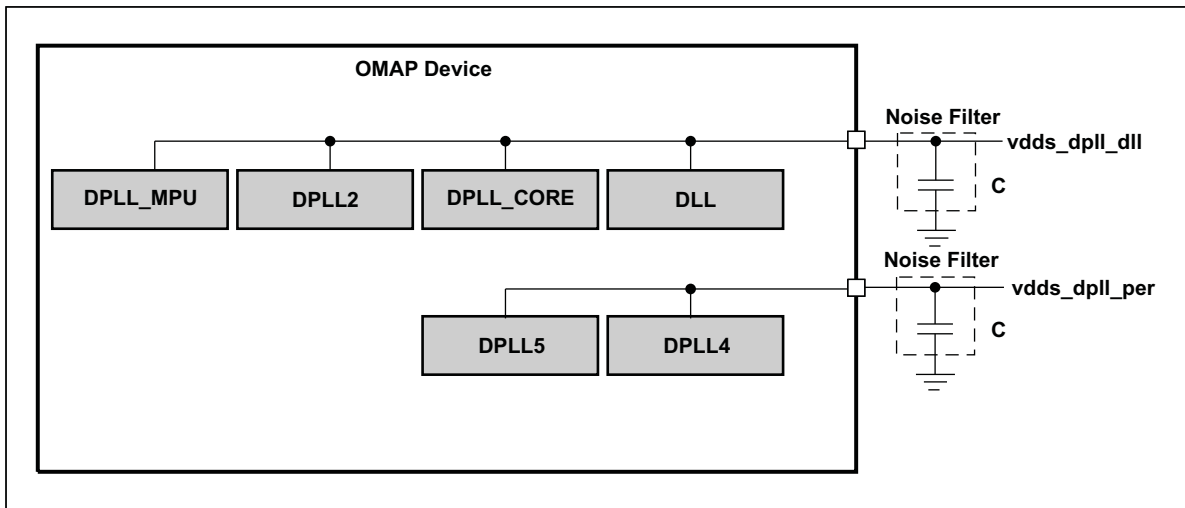 OMAP Device
Noise Filter
vdds_dpll_dll
C
DPLL_MPU
DPLL2
DPLL_CORE
DLL
Noise Filter
vdds_dpll_per
C
DPLL5
DPLL4